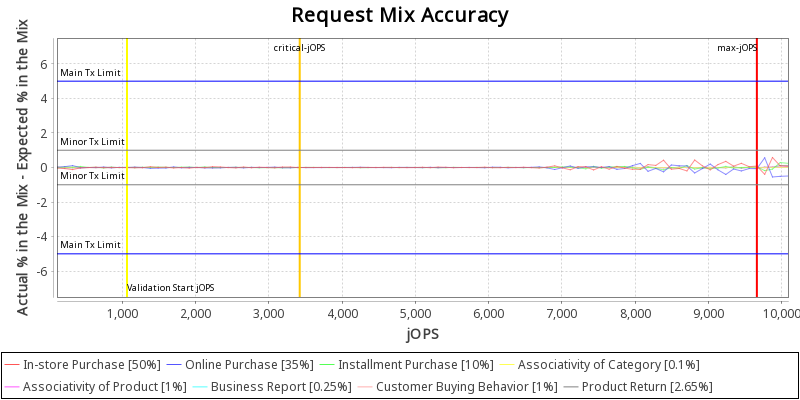 Request Mix Accuracy
Actual % in the Mix - Expected % in the Mix
critical-jOPS
max-jOPS
6
Main Tx Limit
4
2
Minor Tx Limit
0
Minor Tx Limit
-2
-4
Main Tx Limit
-6
Validation Start jOPS
1,000
2,000
3,000
4,000
5,000
6,000
7,000
8,000
9,000
10,000
jOPS
In-store Purchase [50%]
Online Purchase [35%]
Installment Purchase [10%]
Associativity of Category [0.1%]
Associativity of Product [1%]
Business Report [0.25%]
Customer Buying Behavior [1%]
Product Return [2.65%]